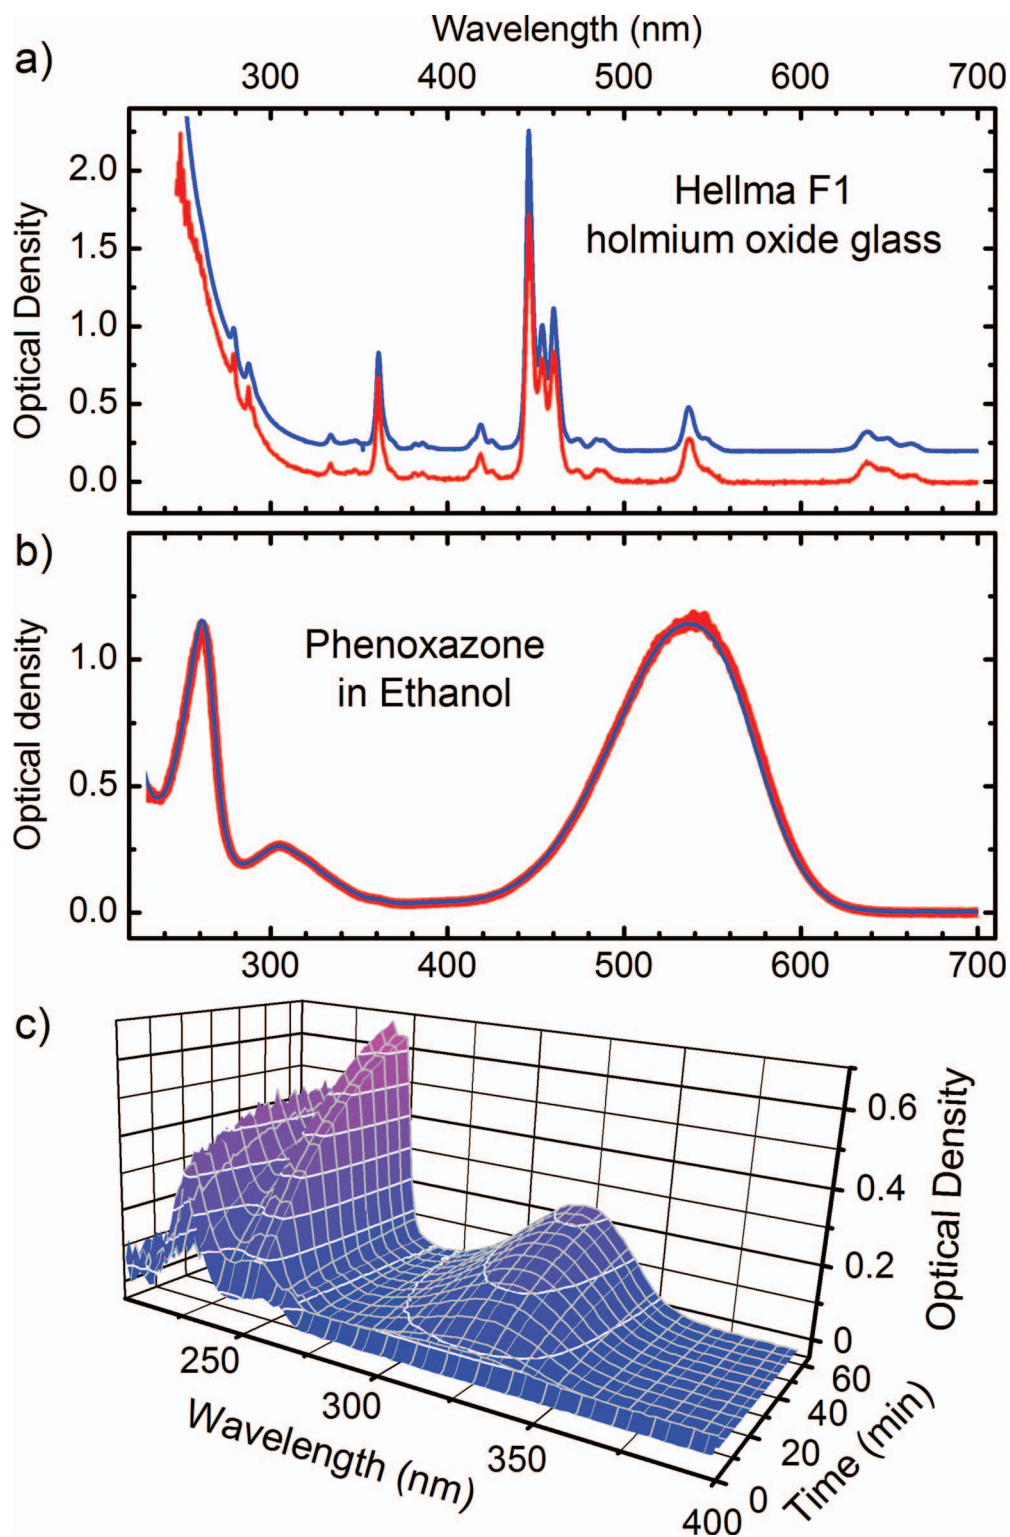 Wavelength (nm)
a)
300 400 500 600 700
2.0
1.5
1.0
0.5
0.0
Optical Density
Hellma F1
holmium oxide glass
b)
1.0
0.5
0.0
Optical density
Phenoxazone
in Ethanol
300 400 500 600 700
c)
0.6
0.4
0.2
0
Optical Density
250
300
350
400
Wavelength (nm)
60
40
20
0
Time (min)